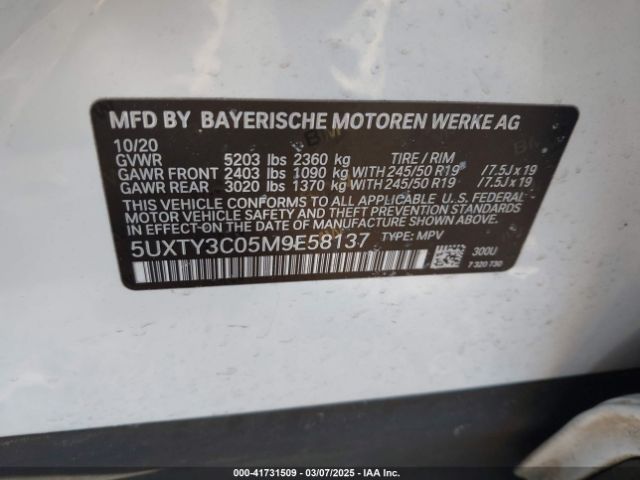 MFD BY BAYERISCHE MOTOREN WERKE AG
10/20
GVWR 5203 lbs 2360 kg TIRE / RIM
GAWR FRONT 2403 lbs 1090 kg WITH 245/50 R19 / 7.5J x 19
GAWR REAR 3020 lbs 1370 kg WITH 245/50 R19 / 7.5J x 19
THIS VEHICLE CONFORMS TO ALL APPLICABLE U.S. FEDERAL
MOTOR VEHICLE SAFETY, BUMPER, AND THEFT PREVENTION
STANDARDS IN EFFECT ON THE DATE OF MANUFACTURE SHOWN ABOVE.
5UXTY3C05M9E58137 TYPE: MPV
300U
7 320 730
000-41731509 | 03/07/2025 - IAA Inc.